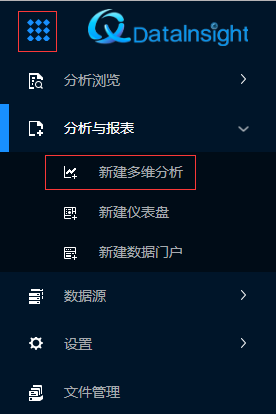 DataInsight
分析浏览
分析与报表
新建多维分析
新建仪表盘
新建数据门户
数据源
设置
文件管理